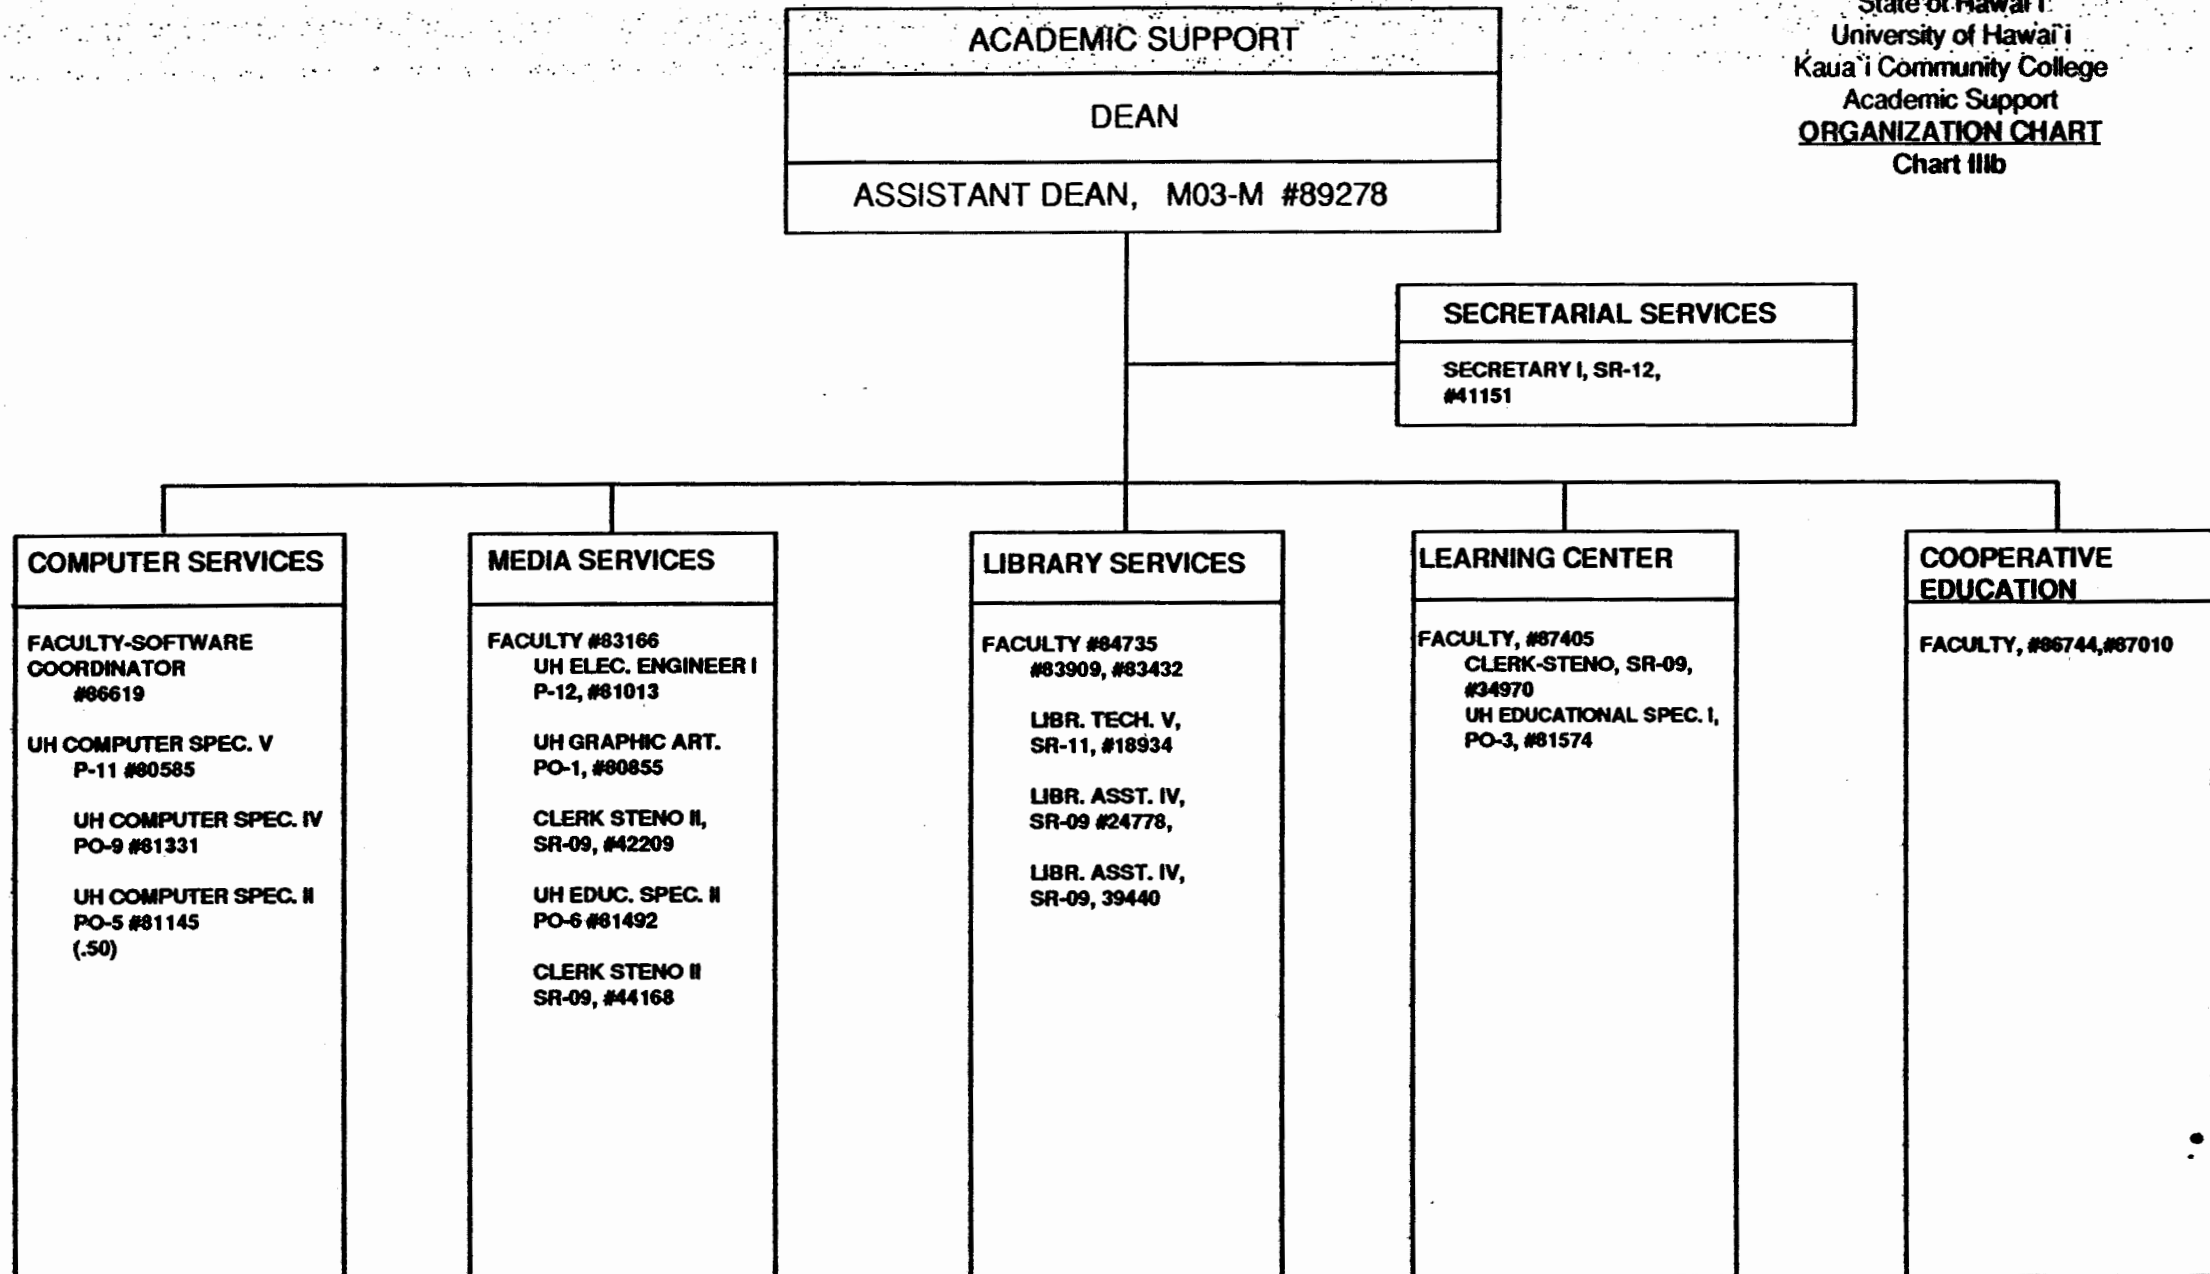 State of Hawai`i
University of Hawai`i
Kaua`i Community College
Academic Support
ORGANIZATION CHART
Chart IIIb
ACADEMIC SUPPORT
DEAN
ASSISTANT DEAN, M03-M #89278
SECRETARIAL SERVICES
SECRETARY I, SR-12,
#41151
COMPUTER SERVICES
FACULTY-SOFTWARE
COORDINATOR
#86619
UH COMPUTER SPEC. V
P-11 #80585
UH COMPUTER SPEC. IV
PO-9 #81331
UH COMPUTER SPEC. II
PO-5 #81145
(.50)
MEDIA SERVICES
FACULTY #83166
UH ELEC. ENGINEER I
P-12, #81013
UH GRAPHIC ART.
PO-1, #80855
CLERK STENO II,
SR-09, #42209
UH EDUC. SPEC. II
PO-6 #81492
CLERK STENO II
SR-09, #44168
LIBRARY SERVICES
FACULTY #84735
#83909, #83432
LIBR. TECH. V,
SR-11, #18934
LIBR. ASST. IV,
SR-09 #24778,
LIBR. ASST. IV,
SR-09, 39440
LEARNING CENTER
FACULTY, #87405
CLERK-STENO, SR-09,
#34970
UH EDUCATIONAL SPEC. I,
PO-3, #81574
COOPERATIVE
EDUCATION
FACULTY, #86744,#87010